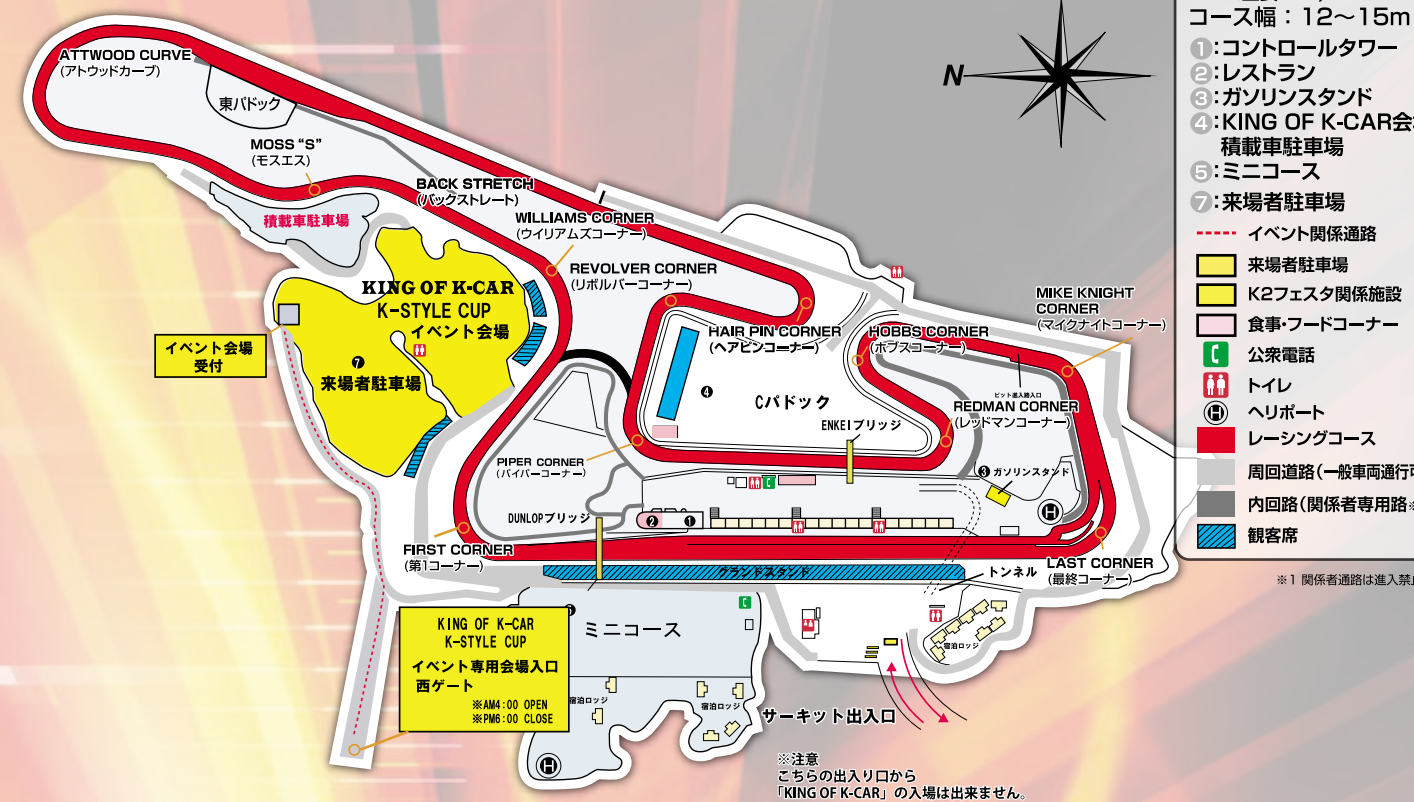 コース幅：12〜15m
①:コントロールタワー
②:レストラン
③:ガソリンスタンド
④:KING OF K-CAR会
積載車駐車場
⑤:ミニコース
⑦:来場者駐車場
イベント関係通路
来場者駐車場
K2フェスタ関係施設
食事・フードコーナー
公衆電話
トイレ
Ⓗ
ヘリポート
レーシングコース
周回道路(一般車両通行
内回路(関係者専用路※
観客席
※1 関係者通路は進入禁
N
ATTWOOD CURVE
(アトウッドカーブ)
東パドック
MOSS “S”
(モスエス)
積載車駐車場
BACK STRETCH
(バックストレート)
WILLIAMS CORNER
(ウイリアムズコーナー)
REVOLVER CORNER
(リボルバーコーナー)
KING OF K-CAR
K-STYLE CUP
イベント会場
イベント会場
受付
❼
来場者駐車場
HAIR PIN CORNER
(ヘアピンコーナー)
HOBBS CORNER
(ホブスコーナー)
MIKE KNIGHT
CORNER
(マイクナイトコーナー)
❹
Cパドック
ピット進入路入口
REDMAN CORNER
(レッドマンコーナー)
ENKEIブリッジ
PIPER CORNER
(パイパーコーナー)
❸ ガソリンスタンド
Ⓗ
DUNLOPブリッジ
❷
❶
FIRST CORNER
(第1コーナー)
グランドスタンド
トンネル
LAST CORNER
(最終コーナー)
KING OF K-CAR
K-STYLE CUP
イベント専用会場入口
西ゲート
※AM4:00 OPEN
※PM6:00 CLOSE
ミニコース
宿泊ロッジ
宿泊ロッジ
宿泊ロッジ
Ⓗ
サーキット出入口
※注意
こちらの出入り口から
「KING OF K-CAR」の入場は出来ません。